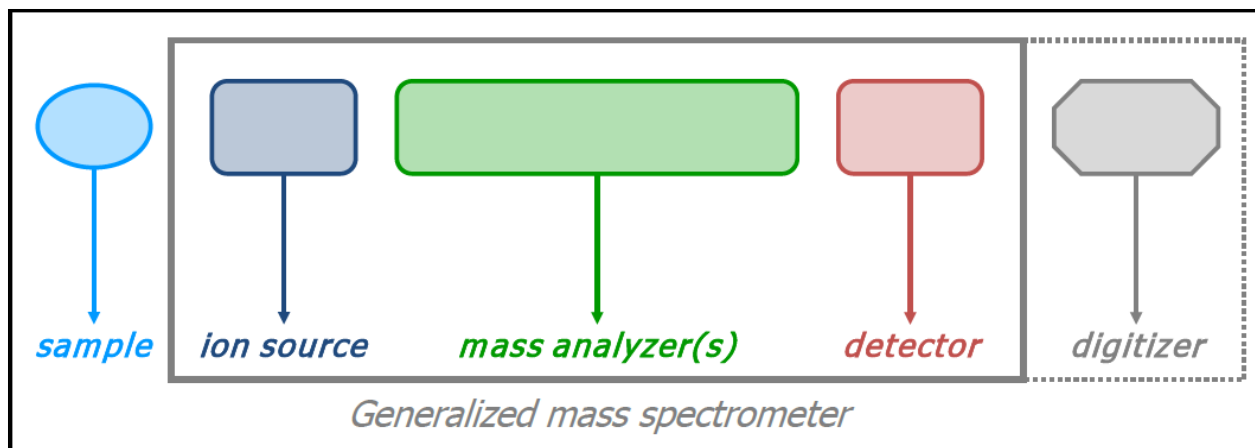 sample ion source mass analyzer(s) detector digitizer
Generalized mass spectrometer